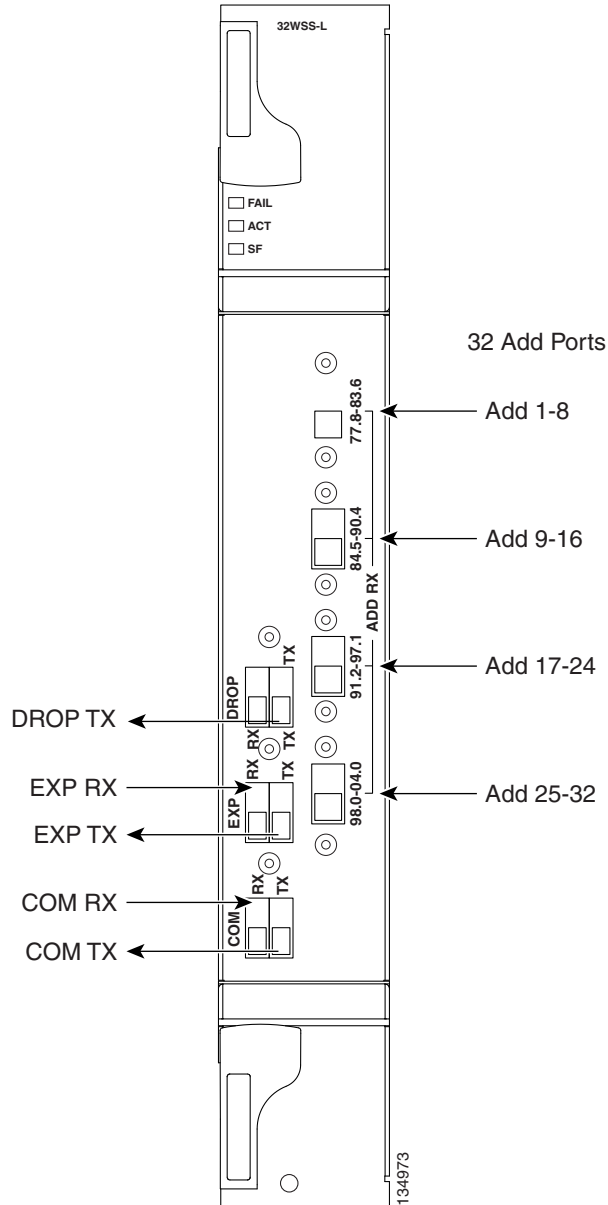 32WSS-L
FAIL
ACT
SF
32 Add Ports
77.8-83.6
Add 1-8
84.5-90.4
Add 9-16
ADD RX
91.2-97.1
Add 17-24
98.0-04.0
Add 25-32
TX
DROP
DROP TX
RX
TX
RX
EXP RX
EXP
EXP TX
RX
TX
COM RX
COM
COM TX
134973